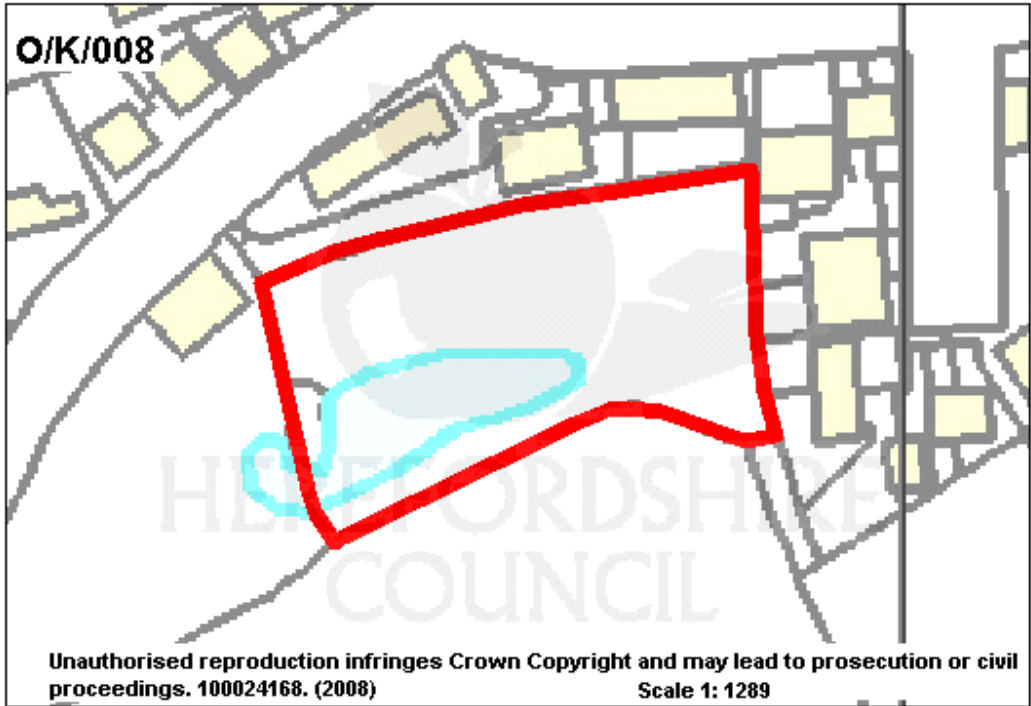 O/K/008
HEREFORDSHIRE
COUNCIL
Unauthorised reproduction infringes Crown Copyright and may lead to prosecution or civil
proceedings. 100024168. (2008) Scale 1: 1289